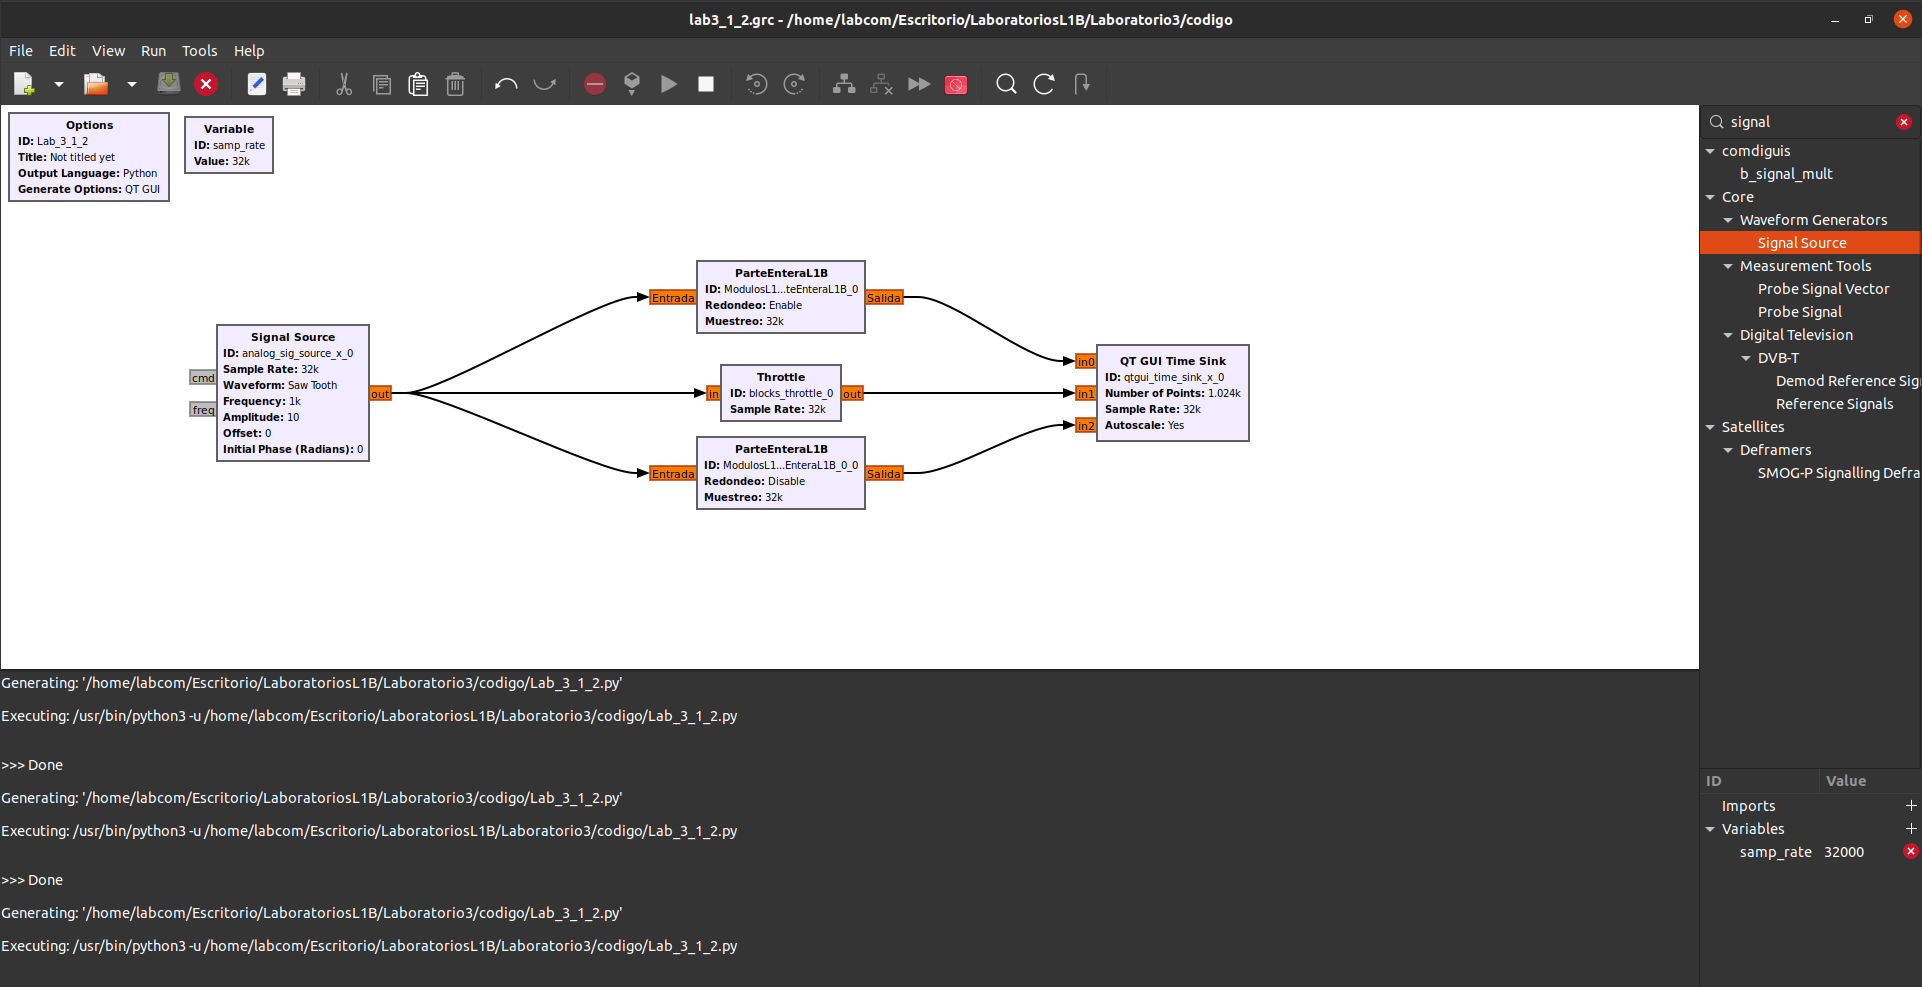 lab3_1_2.grc - /home/labcom/Escritorio/LaboratoriosL1B/Laboratorio3/codigo
File Edit View Run Tools Help
Options
ID: Lab_3_1_2
Title: Not titled yet
Output Language: Python
Generate Options: QT GUI
Variable
ID: samp_rate
Value: 32k
Signal Source
ID: analog_sig_source_x_0
Sample Rate: 32k
Waveform: Saw Tooth
Frequency: 1k
Amplitude: 10
Offset: 0
Initial Phase (Radians): 0
cmd
freq
out
ParteEnteraL1B
ID: ModulosL1...teEnteraL1B_0
Redondeo: Enable
Muestreo: 32k
Entrada
Salida
Throttle
ID: blocks_throttle_0
Sample Rate: 32k
in
out
ParteEnteraL1B
ID: ModulosL1...EnteraL1B_0_0
Redondeo: Disable
Muestreo: 32k
Entrada
Salida
QT GUI Time Sink
ID: qtgui_time_sink_x_0
Number of Points: 1.024k
Sample Rate: 32k
Autoscale: Yes
in0
in1
in2
signal
comdiguis
b_signal_mult
Core
Waveform Generators
Signal Source
Measurement Tools
Probe Signal Vector
Probe Signal
Digital Television
DVB-T
Demod Reference Sig
Reference Signals
Satellites
Deframers
SMOG-P Signalling Defra
Generating: '/home/labcom/Escritorio/LaboratoriosL1B/Laboratorio3/codigo/Lab_3_1_2.py'
Executing: /usr/bin/python3 -u /home/labcom/Escritorio/LaboratoriosL1B/Laboratorio3/codigo/Lab_3_1_2.py
>>> Done
Generating: '/home/labcom/Escritorio/LaboratoriosL1B/Laboratorio3/codigo/Lab_3_1_2.py'
Executing: /usr/bin/python3 -u /home/labcom/Escritorio/LaboratoriosL1B/Laboratorio3/codigo/Lab_3_1_2.py
>>> Done
Generating: '/home/labcom/Escritorio/LaboratoriosL1B/Laboratorio3/codigo/Lab_3_1_2.py'
Executing: /usr/bin/python3 -u /home/labcom/Escritorio/LaboratoriosL1B/Laboratorio3/codigo/Lab_3_1_2.py
ID Value
Imports
Variables
samp_rate 32000